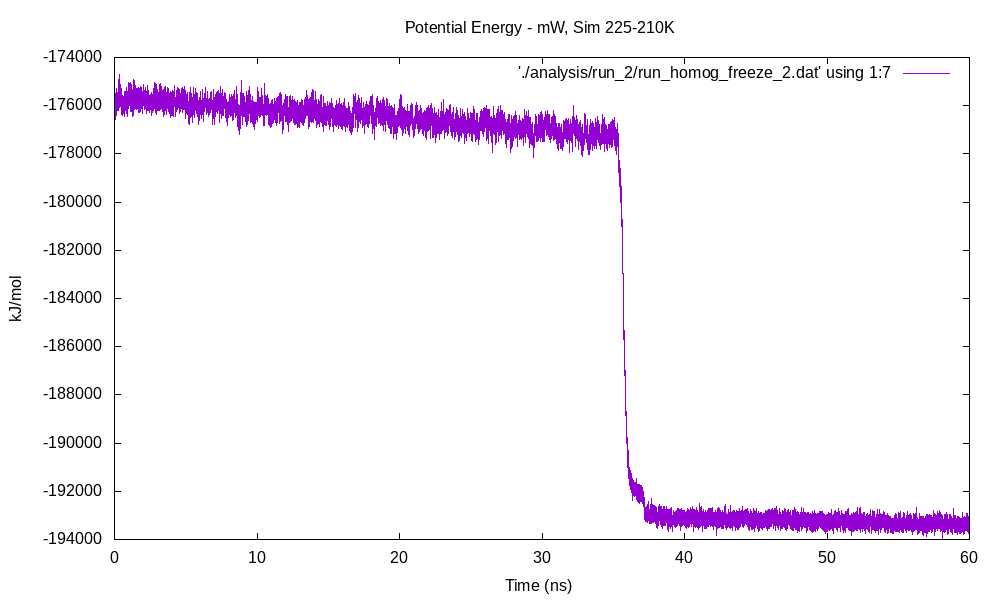 Potential Energy - mW, Sim 225-210K
'./analysis/run_2/run_homog_freeze_2.dat' using 1:7
-174000
-176000
-178000
-180000
-182000
-184000
-186000
-188000
-190000
-192000
-194000
kJ/mol
0 10 20 30 40 50 60
Time (ns)